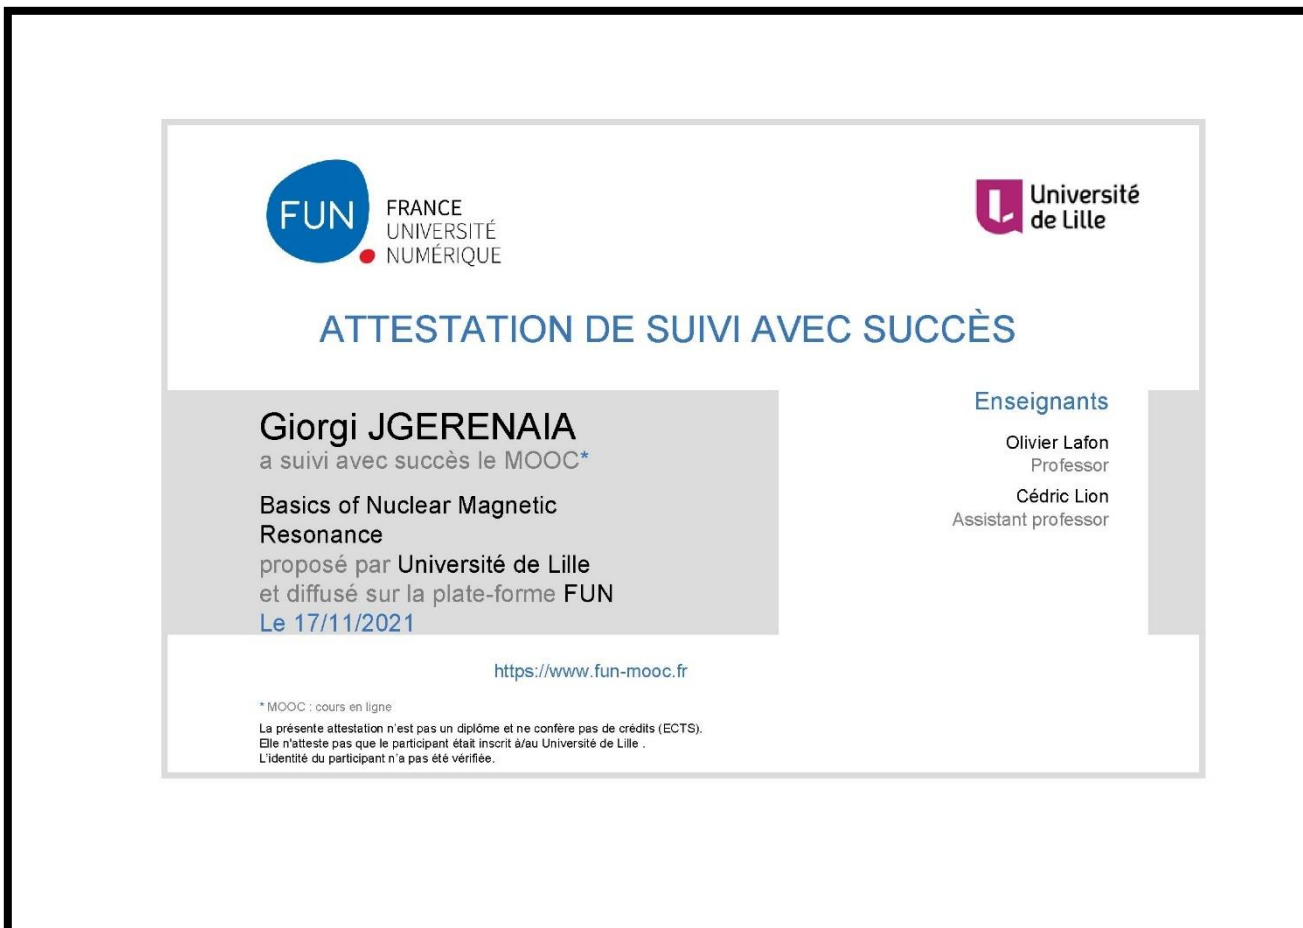 FUN
FRANCE
UNIVERSITÉ
NUMÉRIQUE
Université
de Lille
ATTESTATION DE SUIVI AVEC SUCCÈS
Giorgi JGERENAIA
a suivi avec succès le MOOC*
Basics of Nuclear Magnetic
Resonance
proposé par Université de Lille
et diffusé sur la plate-forme FUN
Le 17/11/2021
Enseignants
Olivier Lafon
Professor
Cédric Lion
Assistant professor
https://www.fun-mooc.fr
* MOOC : cours en ligne
La présente attestation n'est pas un diplôme et ne confère pas de crédits (ECTS).
Elle n'atteste pas que le participant était inscrit à/au Université de Lille .
L'identité du participant n'a pas été vérifiée.